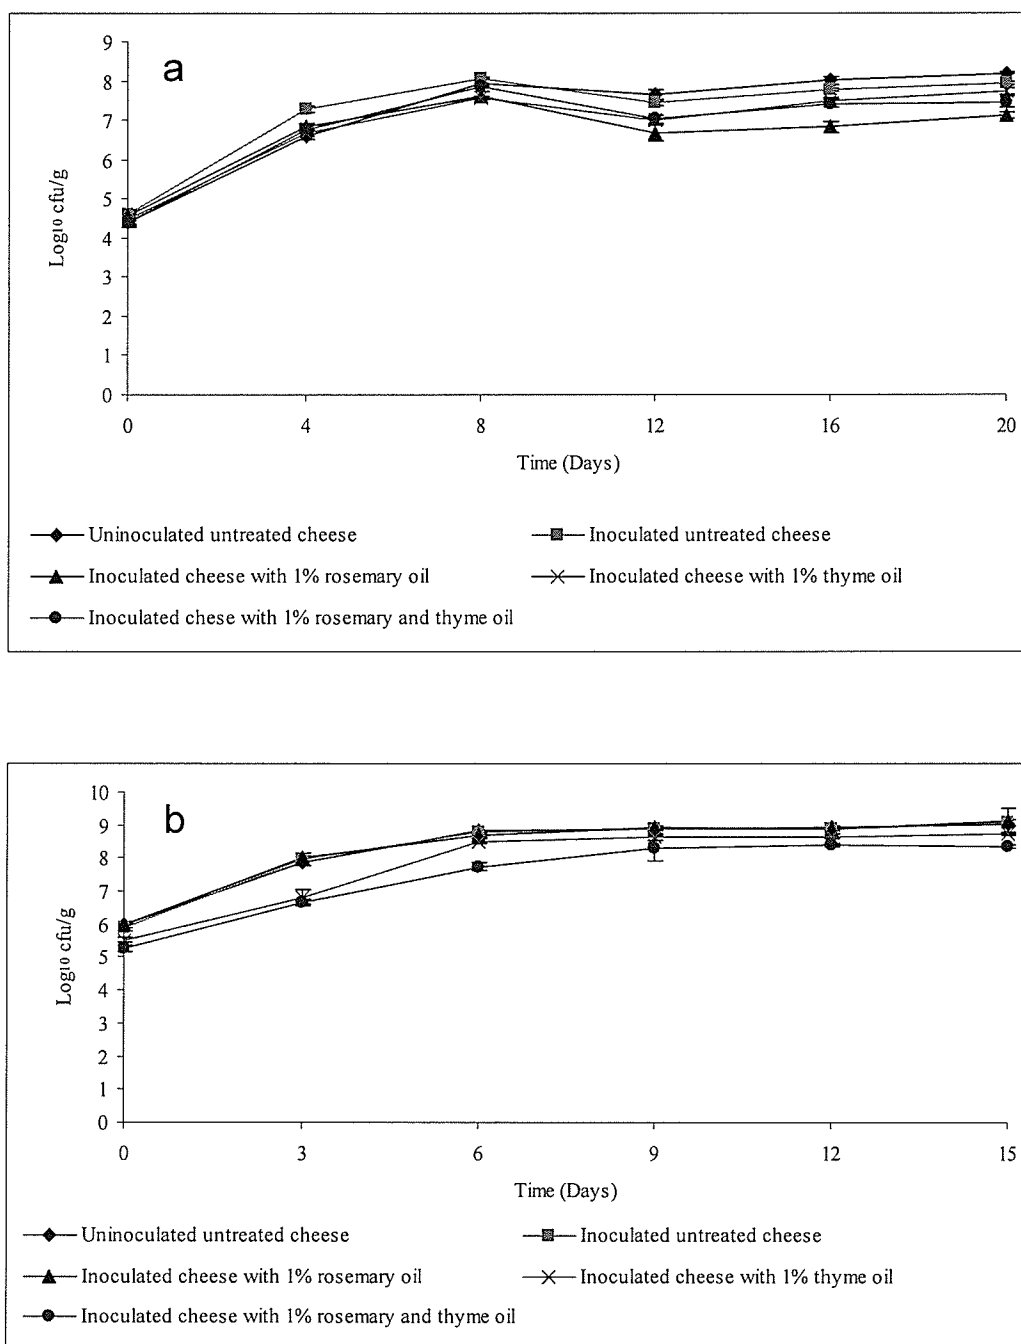 a
9
8
7
6
5
4
3
2
1
0
Log10 cfu/g
0 4 8 12 16 20
Time (Days)
Uninoculated untreated cheese
Inoculated untreated cheese
Inoculated cheese with 1% rosemary oil
Inoculated cheese with 1% thyme oil
Inoculated chese with 1% rosemary and thyme oil
b
10
9
8
7
6
5
4
3
2
1
0
Log10 cfu/g
0 3 6 9 12 15
Time (Days)
Uninoculated untreated cheese
Inoculated untreated cheese
Inoculated cheese with 1% rosemary oil
Inoculated cheese with 1% thyme oil
Inoculated cheese with 1% rosemary and thyme oil